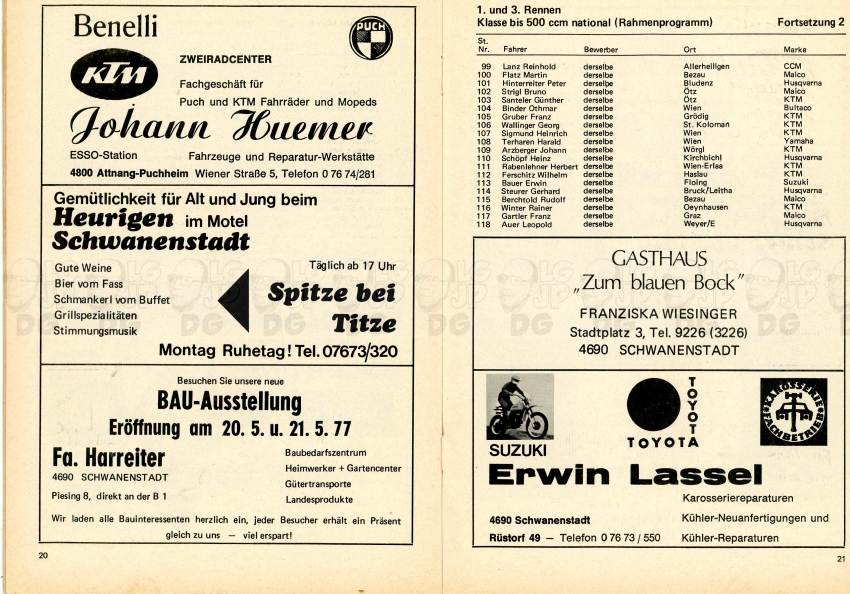 Benelli
PUCH
KTM
ZWEIRADCENTER
Fachgeschäft für
Puch und KTM Fahrräder und Mopeds
Johann Huemer
ESSO-Station Fahrzeuge und Reparatur-Werkstätte
4800 Attnang-Puchheim Wiener Straße 5, Telefon 0 76 74/281
Gemütlichkeit für Alt und Jung beim
Heurigen im Motel
Schwanenstadt
Gute Weine
Bier vom Fass
Schmankerl vom Buffet
Grillspezialitäten
Stimmungsmusik
Täglich ab 17 Uhr
Spitze bei
Titze
Montag Ruhetag! Tel. 07673/320
Besuchen Sie unsere neue
BAU-Ausstellung
Eröffnung am 20. 5. u. 21. 5. 77
Fa. Harreiter
4690 SCHWANENSTADT
Piesing 8, direkt an der B 1
Baubedarfszentrum
Heimwerker + Gartencenter
Gütertransporte
Landesprodukte
Wir laden alle Bauinteressenten herzlich ein, jeder Besucher erhält ein Präsent
gleich zu uns — viel erspart!
20
1. und 3. Rennen
Klasse bis 500 ccm national (Rahmenprogramm) Fortsetzung 2
St.
Nr. Fahrer Bewerber Ort Marke
99 Lanz Reinhold derselbe Allerheiligen CCM
100 Flatz Martin derselbe Bezau Maico
101 Hinterreiter Peter derselbe Bludenz Husqvarna
102 Strigl Bruno derselbe Ötz Maico
103 Santeler Günther derselbe Ötz KTM
104 Binder Othmar derselbe Wien Bultaco
105 Gruber Franz derselbe Grödig KTM
106 Wallinger Georg derselbe St. Koloman KTM
107 Sigmund Heinrich derselbe Wien KTM
108 Terharen Harald derselbe Wien Yamaha
109 Arzberger Johann derselbe Wörgl KTM
110 Schöpf Heinz derselbe Kirchbichl Husqvarna
111 Rabenlehner Herbert derselbe Wien-Erlaa KTM
112 Ferschitz Wilhelm derselbe Haslau KTM
113 Bauer Erwin derselbe Floing Suzuki
114 Steurer Gerhard derselbe Bruck/Leitha Husqvarna
115 Berchtold Rudolf derselbe Bezau Maico
116 Winter Rainer derselbe Oeynhausen KTM
117 Gartler Franz derselbe Graz Maico
118 Auer Leopold derselbe Weyer/E Husqvarna
GASTHAUS
„Zum blauen Bock”
FRANZISKA WIESINGER
Stadtplatz 3, Tel. 9226 (3226)
4690 SCHWANENSTADT
SUZUKI
TOYOTA
TOYOTA
KAROSSERIE
FACHBETRIEB
Erwin Lassel
4690 Schwanenstadt
Rüstorf 49 — Telefon 0 76 73 / 550
Karosseriereparaturen
Kühler-Neuanfertigungen und
Kühler-Reparaturen
21